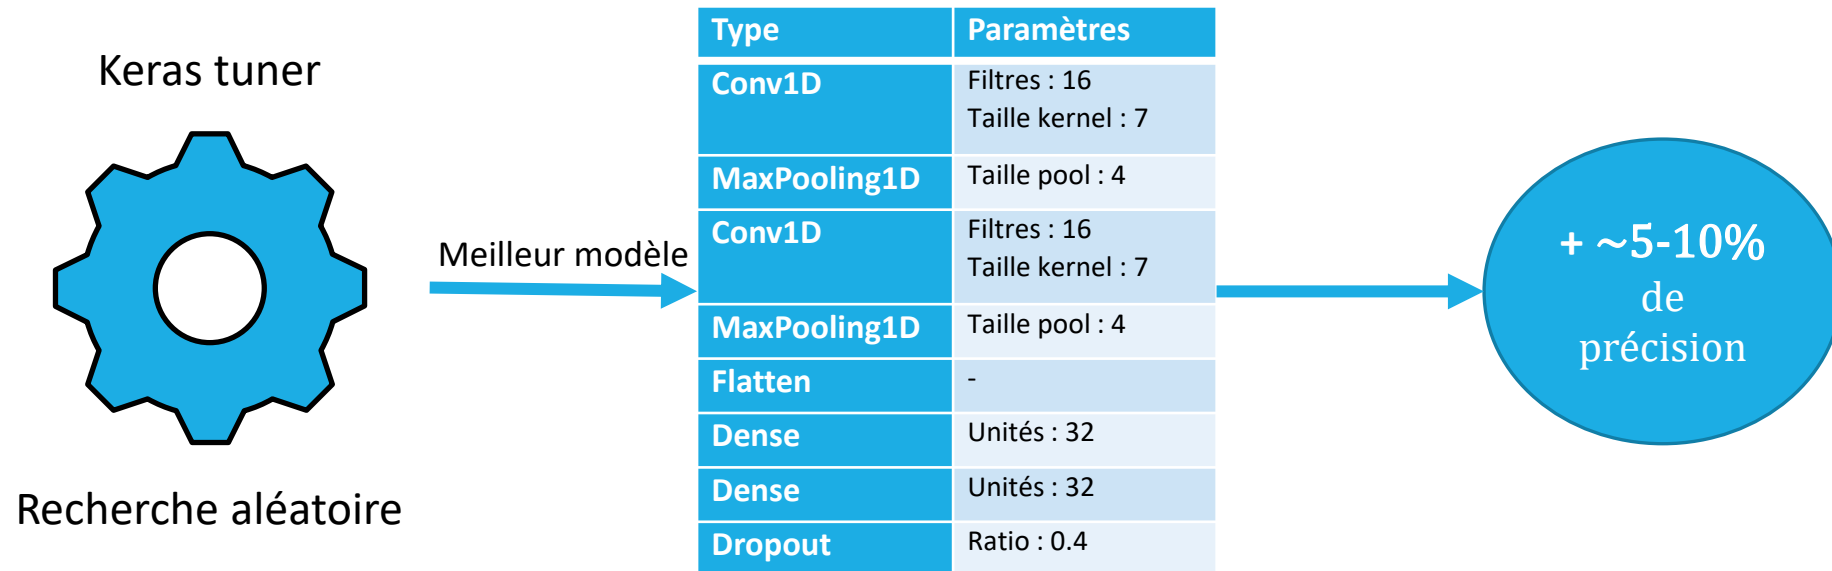 Keras tuner
Recherche aléatoire
Meilleur modèle
Type Paramètres
Conv1D Filtres : 16
Taille kernel : 7
MaxPooling1D Taille pool : 4
Conv1D Filtres : 16
Taille kernel : 7
MaxPooling1D Taille pool : 4
Flatten -
Dense Unités : 32
Dense Unités : 32
Dropout Ratio : 0.4
+ ~5-10%
de
précision